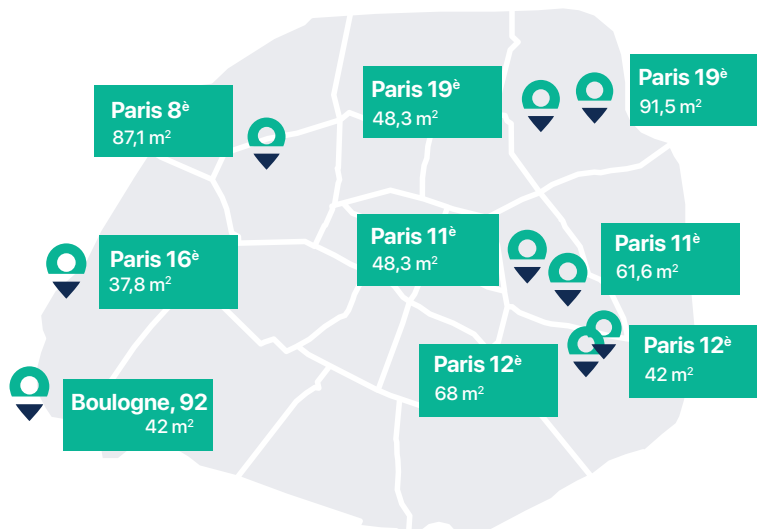 Paris 19è
91,5 m²
Paris 19è
48,3 m²
Paris 8è
87,1 m²
Paris 11è
48,3 m²
Paris 11è
61,6 m²
Paris 16è
37,8 m²
Paris 12è
42 m²
Paris 12è
68 m²
Boulogne, 92
42 m²